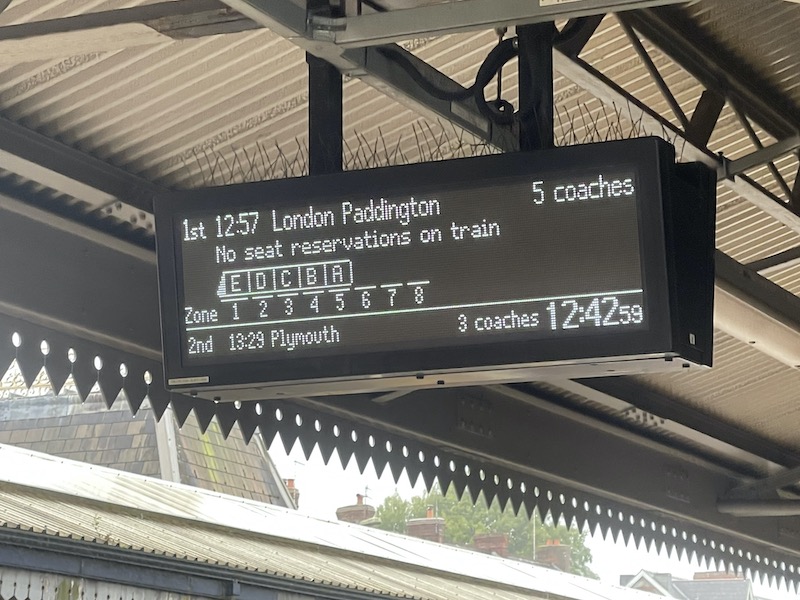 1st 12:57 London Paddington 5 coaches
No seat reservations on train
E D C B A
Zone 1 2 3 4 5 6 7 8
2nd 13:29 Plymouth 3 coaches 12:42:59